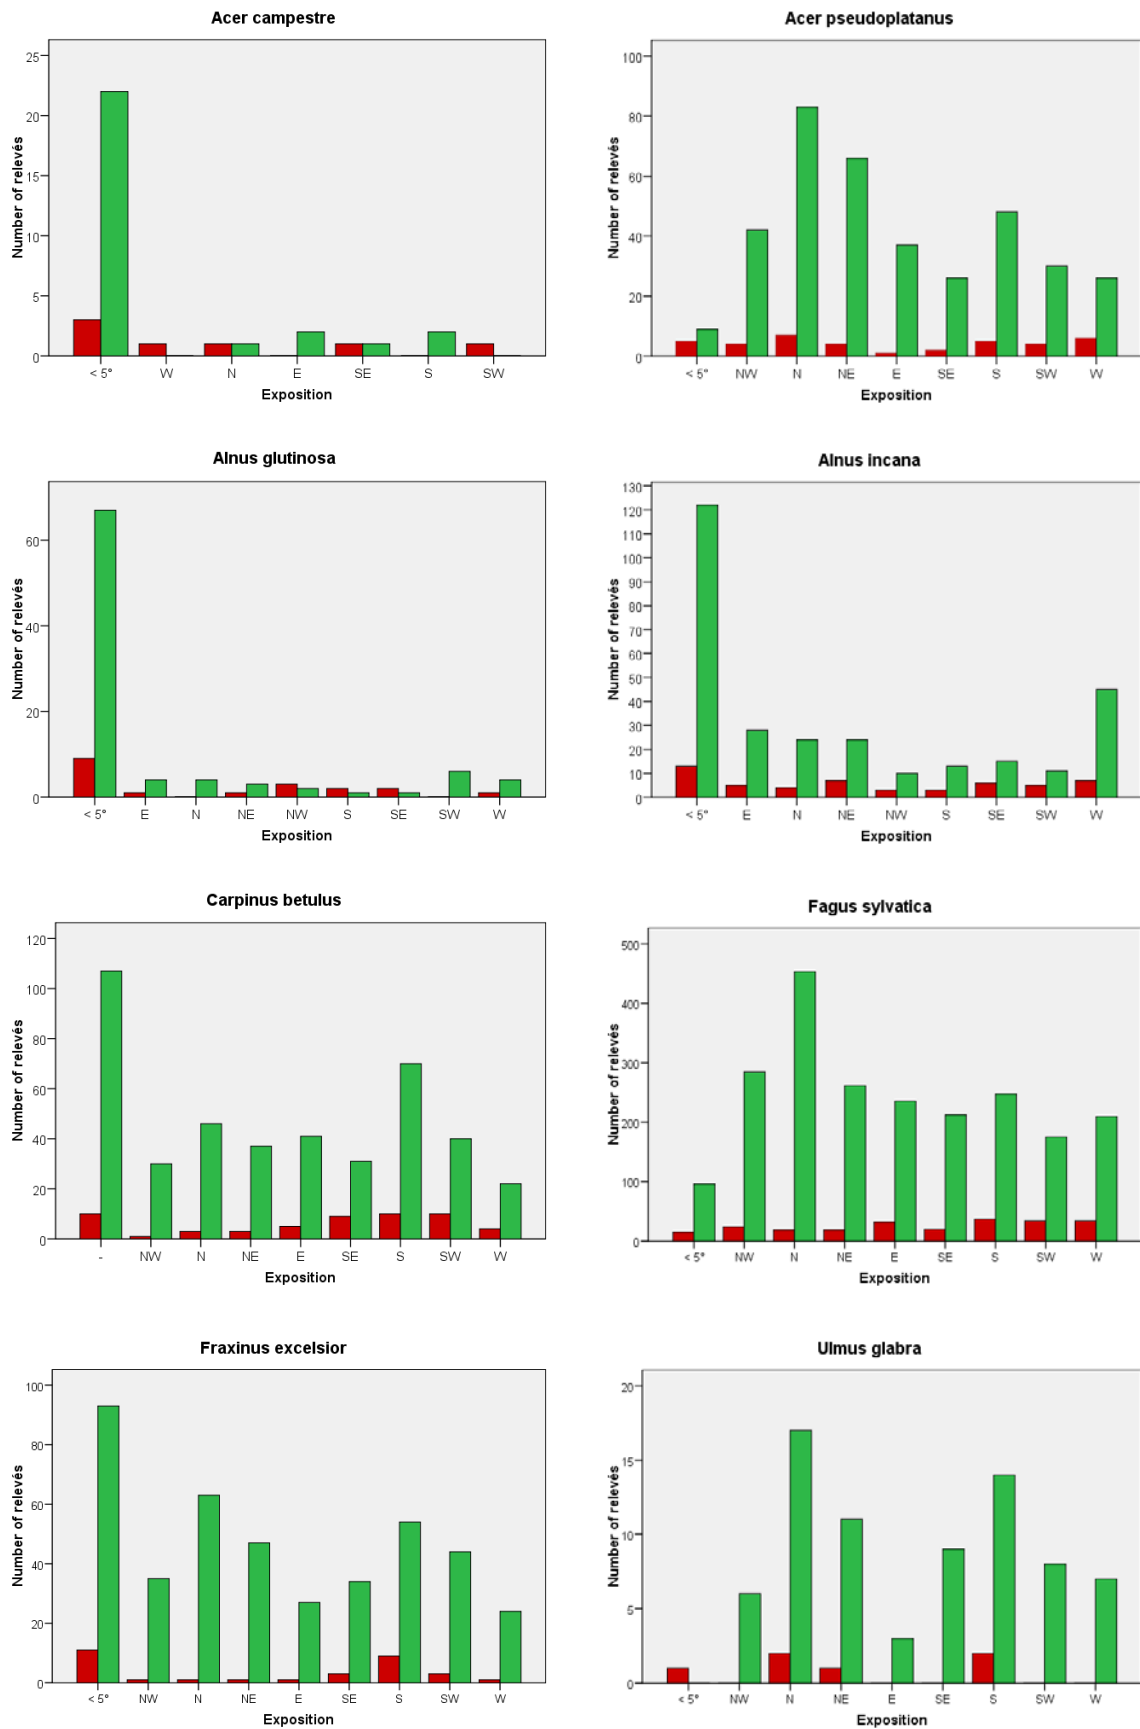 Acer campestre
Number of relevés
25
20
15
10
5
0
< 5° W N E SE S SW
Exposition
Acer pseudoplatanus
Number of relevés
100
80
60
40
20
0
< 5° NW N NE E SE S SW W
Exposition
Alnus glutinosa
Number of relevés
60
40
20
0
< 5° E N NE NW S SE SW W
Exposition
Alnus incana
Number of relevés
130
120
110
100
90
80
70
60
50
40
30
20
10
0
< 5° E N NE NW S SE SW W
Exposition
Carpinus betulus
Number of relevés
120
100
80
60
40
20
0
- NW N NE E SE S SW W
Exposition
Fagus sylvatica
Number of relevés
500
400
300
200
100
0
< 5° NW N NE E SE S SW W
Exposition
Fraxinus excelsior
Number of relevés
100
80
60
40
20
0
< 5° NW N NE E SE S SW W
Exposition
Ulmus glabra
Number of relevés
20
15
10
5
0
< 5° NW N NE E SE S SW W
Exposition